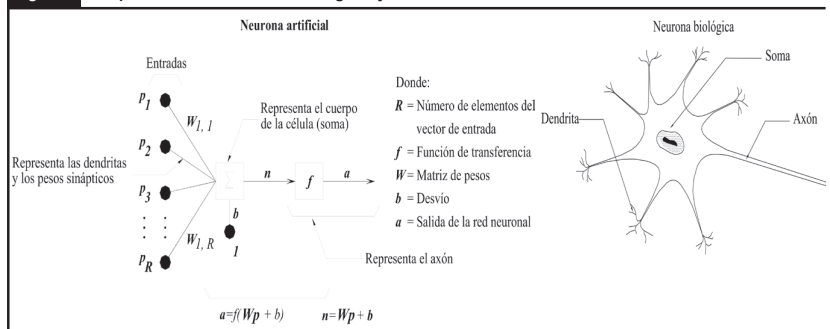 Neurona artificial
Neurona biológica
Entradas
p1
p2
p3
pR
W1, 1
W1, R
Representa las dendritas
y los pesos sinápticos
Representa el cuerpo
de la célula (soma)
Σ
n
f
a
b
1
Representa el axón
a=f(Wp + b)
n=Wp + b
Donde:
R = Número de elementos del
vector de entrada
f = Función de transferencia
W= Matriz de pesos
b = Desvío
a = Salida de la red neuronal
Soma
Dendrita
Axón